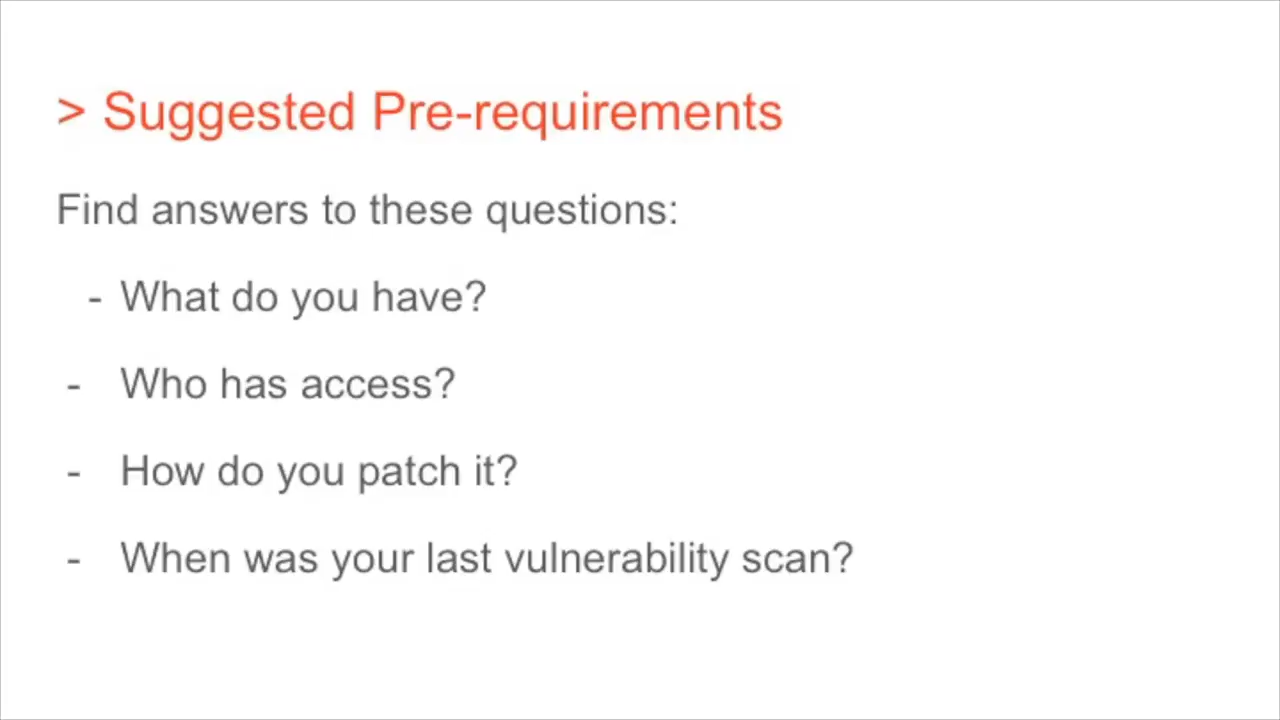 > Suggested Pre-requirements
Find answers to these questions:
- What do you have?
- Who has access?
- How do you patch it?
- When was your last vulnerability scan?